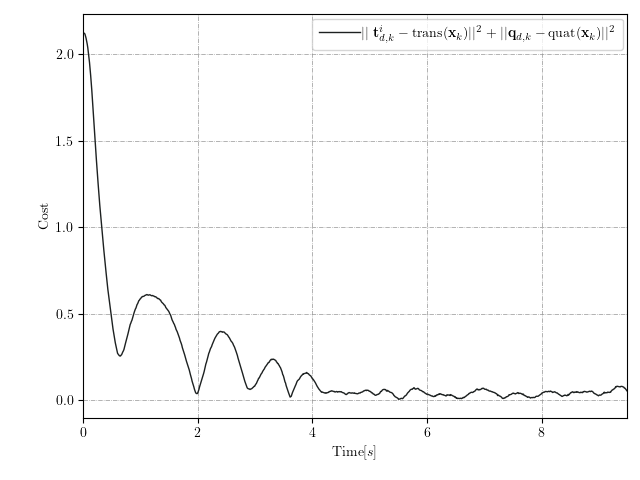 || t^i_{d,k} − trans(x_k)||^2 + ||q_{d,k} − quat(x_k)||^2
2.0
1.5
1.0
0.5
0.0
Cost
0 2 4 6 8
Time[s]